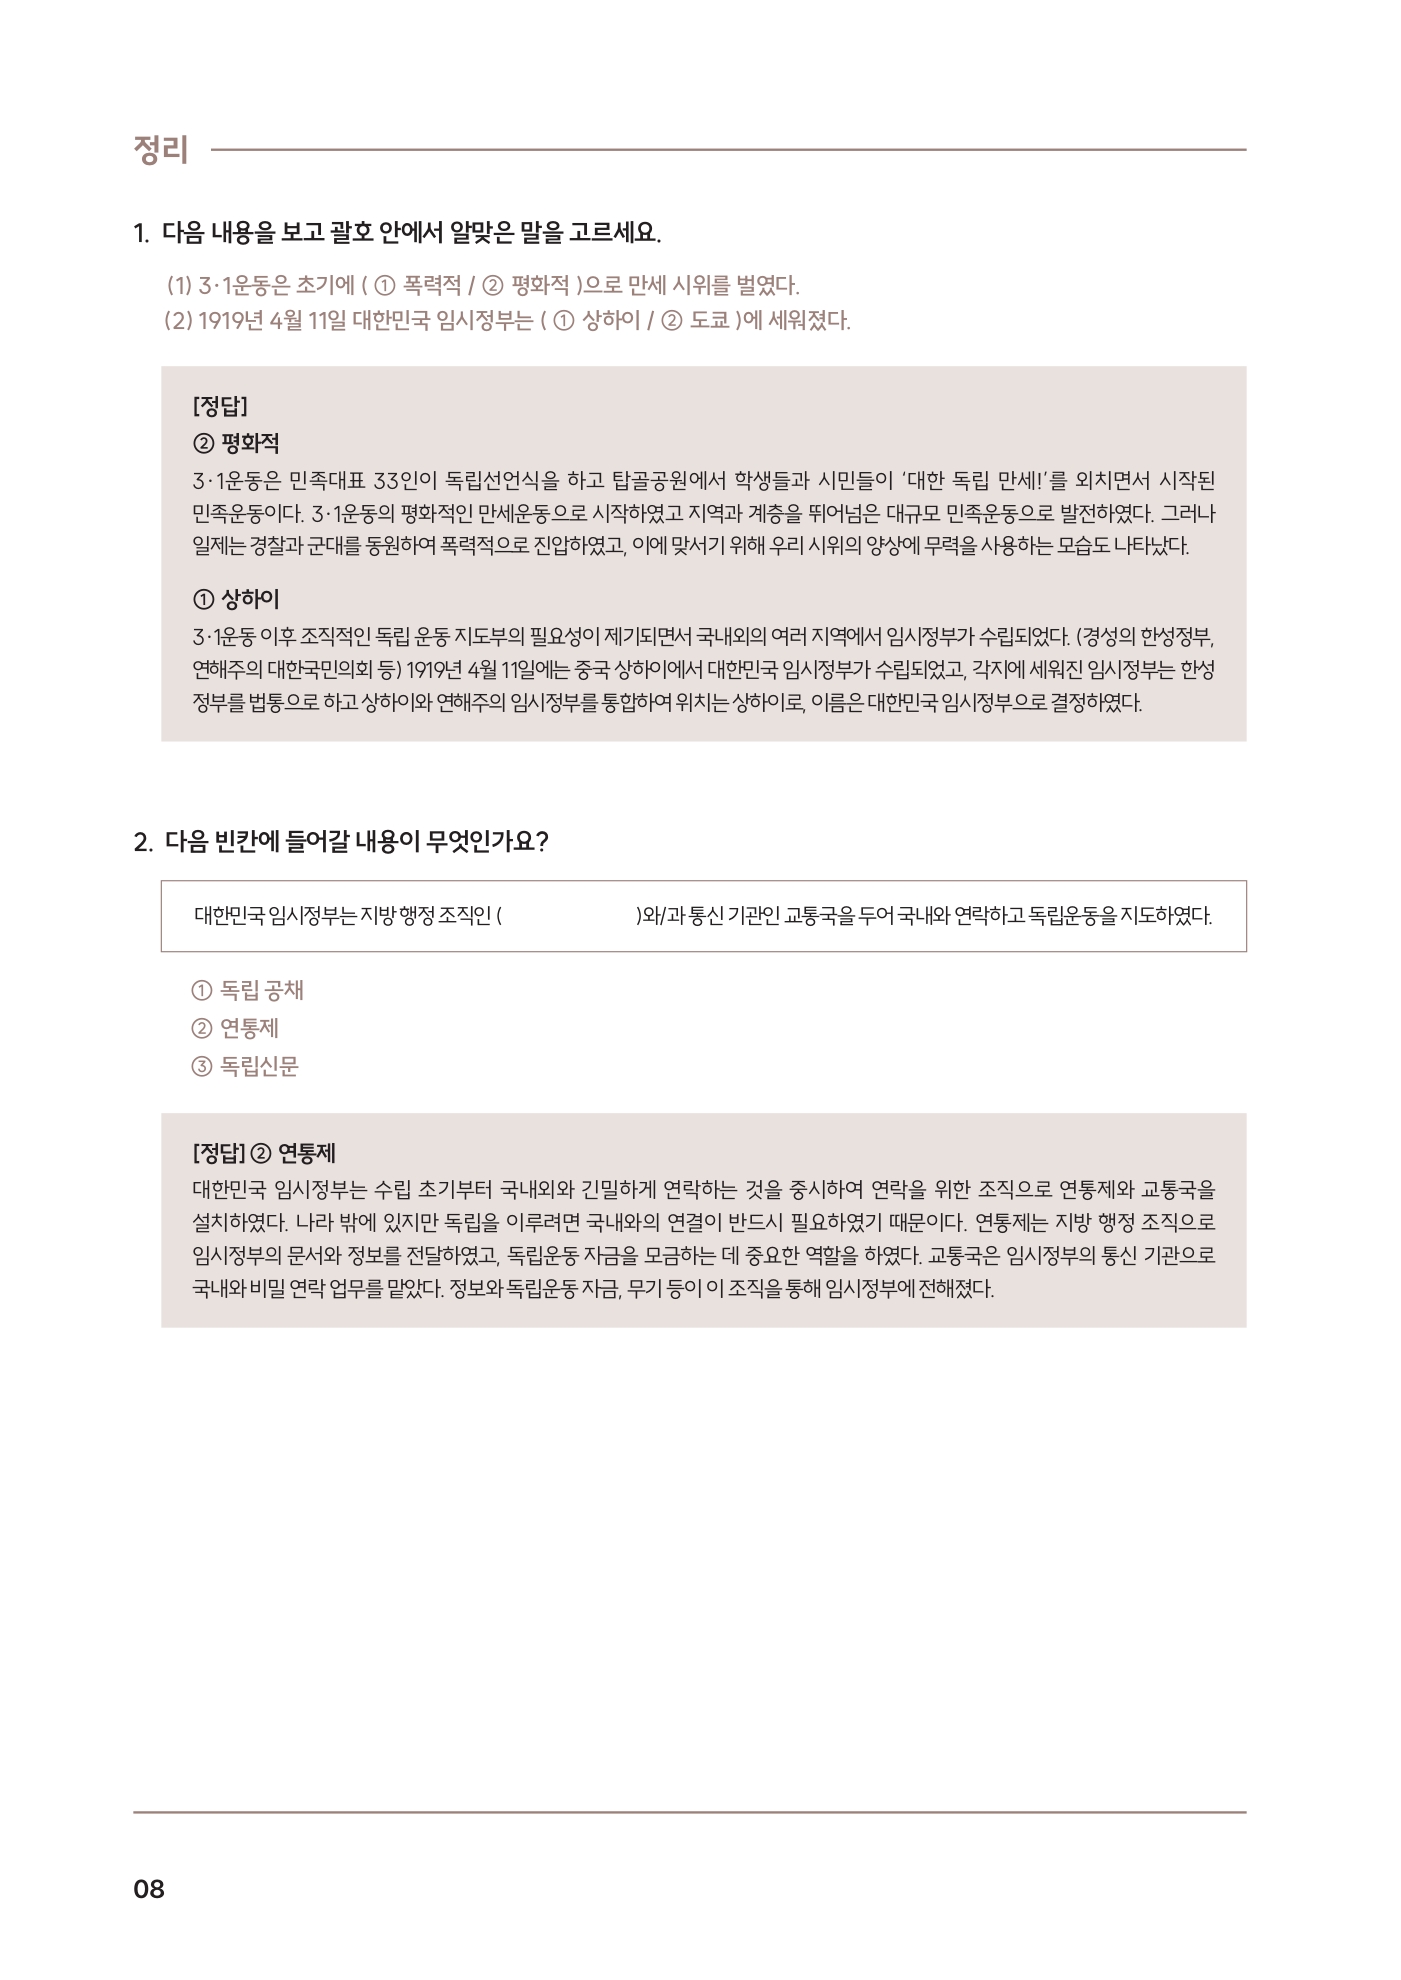 정리
1. 다음 내용을 보고 괄호 안에서 알맞은 말을 고르세요.
(1) 3·1운동은 초기에 ( ① 폭력적 / ② 평화적 )으로 만세 시위를 벌였다.
(2) 1919년 4월 11일 대한민국 임시정부는 ( ① 상하이 / ② 도쿄 )에 세워졌다.
[정답]
② 평화적
3·1운동은 민족대표 33인이 독립선언식을 하고 탑골공원에서 학생들과 시민들이 ‘대한 독립 만세!’를 외치면서 시작된
민족운동이다. 3·1운동의 평화적인 만세운동으로 시작하였고 지역과 계층을 뛰어넘은 대규모 민족운동으로 발전하였다. 그러나
일제는 경찰과 군대를 동원하여 폭력적으로 진압하였고, 이에 맞서기 위해 우리 시위의 양상에 무력을 사용하는 모습도 나타났다.
① 상하이
3·1운동 이후 조직적인 독립 운동 지도부의 필요성이 제기되면서 국내외의 여러 지역에서 임시정부가 수립되었다. (경성의 한성정부,
연해주의 대한국민의회 등) 1919년 4월 11일에는 중국 상하이에서 대한민국 임시정부가 수립되었고, 각지에 세워진 임시정부는 한성
정부를 법통으로 하고 상하이와 연해주의 임시정부를 통합하여 위치는 상하이로, 이름은 대한민국 임시정부으로 결정하였다.
2. 다음 빈칸에 들어갈 내용이 무엇인가요?
대한민국 임시정부는 지방 행정 조직인 ( )와/과 통신 기관인 교통국을 두어 국내와 연락하고 독립운동을 지도하였다.
① 독립 공채
② 연통제
③ 독립신문
[정답] ② 연통제
대한민국 임시정부는 수립 초기부터 국내외와 긴밀하게 연락하는 것을 중시하여 연락을 위한 조직으로 연통제와 교통국을
설치하였다. 나라 밖에 있지만 독립을 이루려면 국내와의 연결이 반드시 필요하였기 때문이다. 연통제는 지방 행정 조직으로
임시정부의 문서와 정보를 전달하였고, 독립운동 자금을 모금하는 데 중요한 역할을 하였다. 교통국은 임시정부의 통신 기관으로
국내와 비밀 연락 업무를 맡았다. 정보와 독립운동 자금, 무기 등이 이 조직을 통해 임시정부에 전해졌다.
08